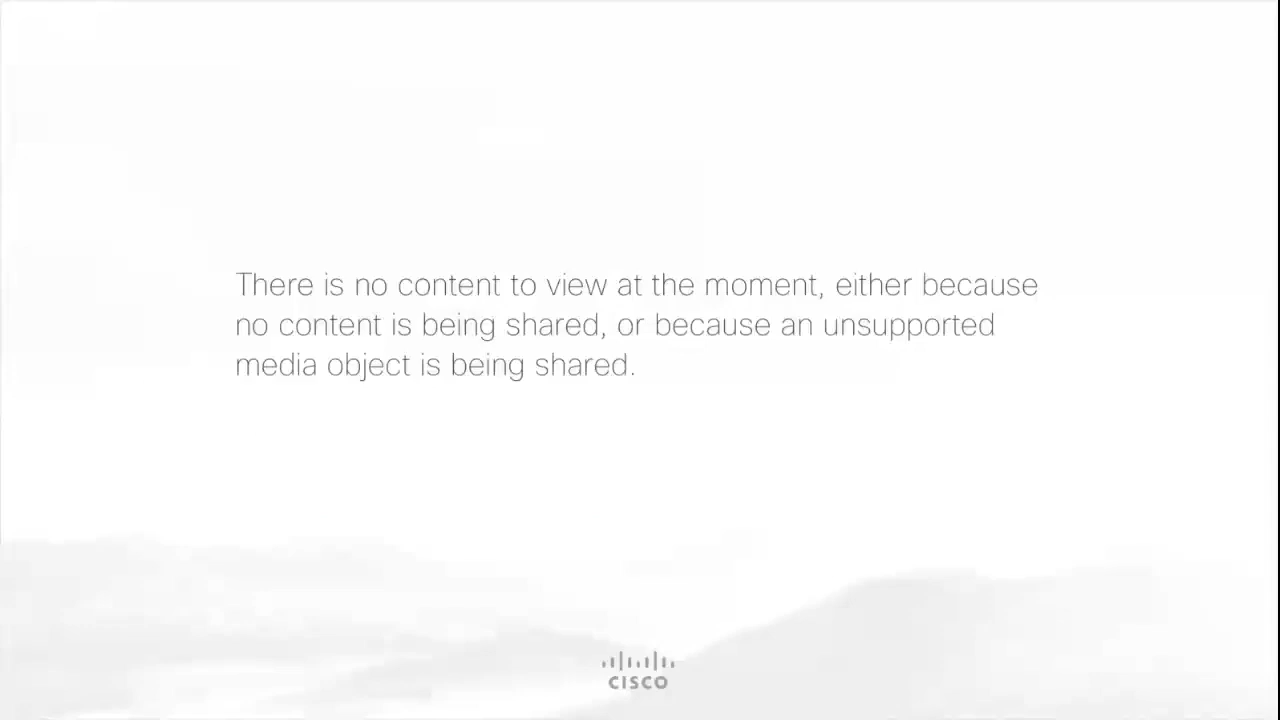 There is no content to view at the moment, either because
no content is being shared, or because an unsupported
media object is being shared.
CISCO